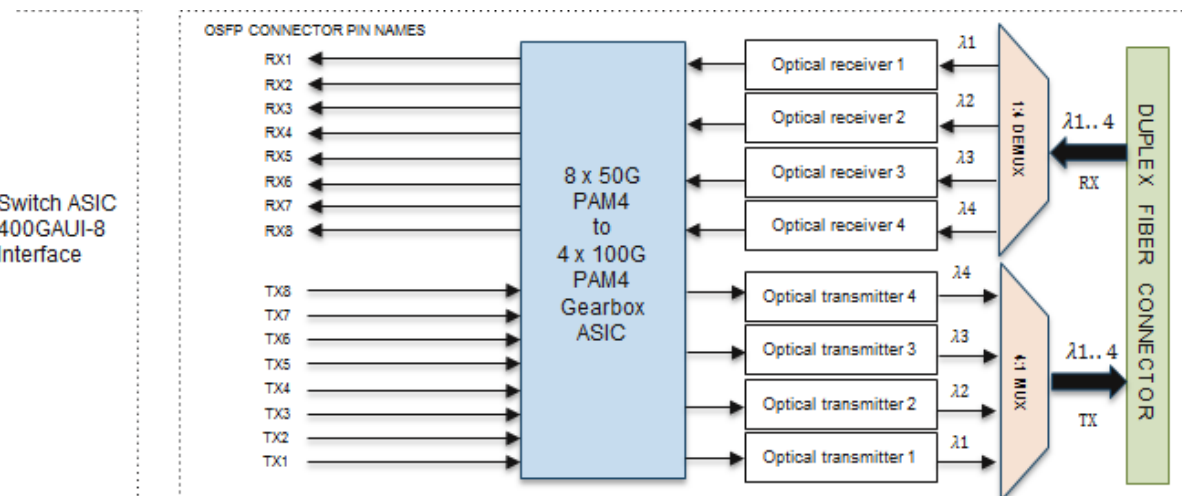 OSFP CONNECTOR PIN NAMES
RX1
RX2
RX3
RX4
RX5
RX6
RX7
RX8
TX8
TX7
TX6
TX5
TX4
TX3
TX2
TX1
Switch ASIC
400GAUI-8
Interface
8 x 50G
PAM4
to
4 x 100G
PAM4
Gearbox
ASIC
Optical receiver 1
Optical receiver 2
Optical receiver 3
Optical receiver 4
Optical transmitter 4
Optical transmitter 3
Optical transmitter 2
Optical transmitter 1
λ1
λ2
λ3
λ4
λ4
λ3
λ2
λ1
1:4 DEMUX
4:1 MUX
λ1..4
RX
λ1..4
TX
DUPLEX FIBER CONNECTOR